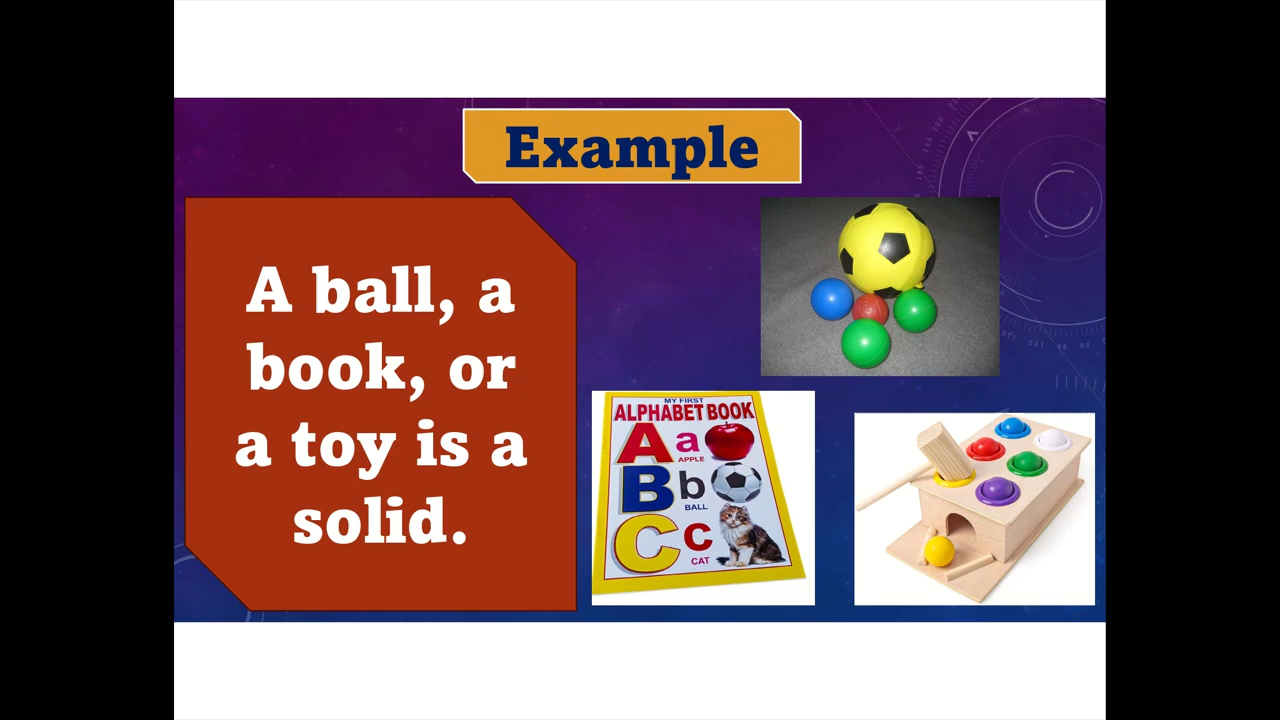 Example
A ball, a
book, or
a toy is a
solid.
MY FIRST
ALPHABET BOOK
A a
APPLE
B b
BALL
C c
CAT